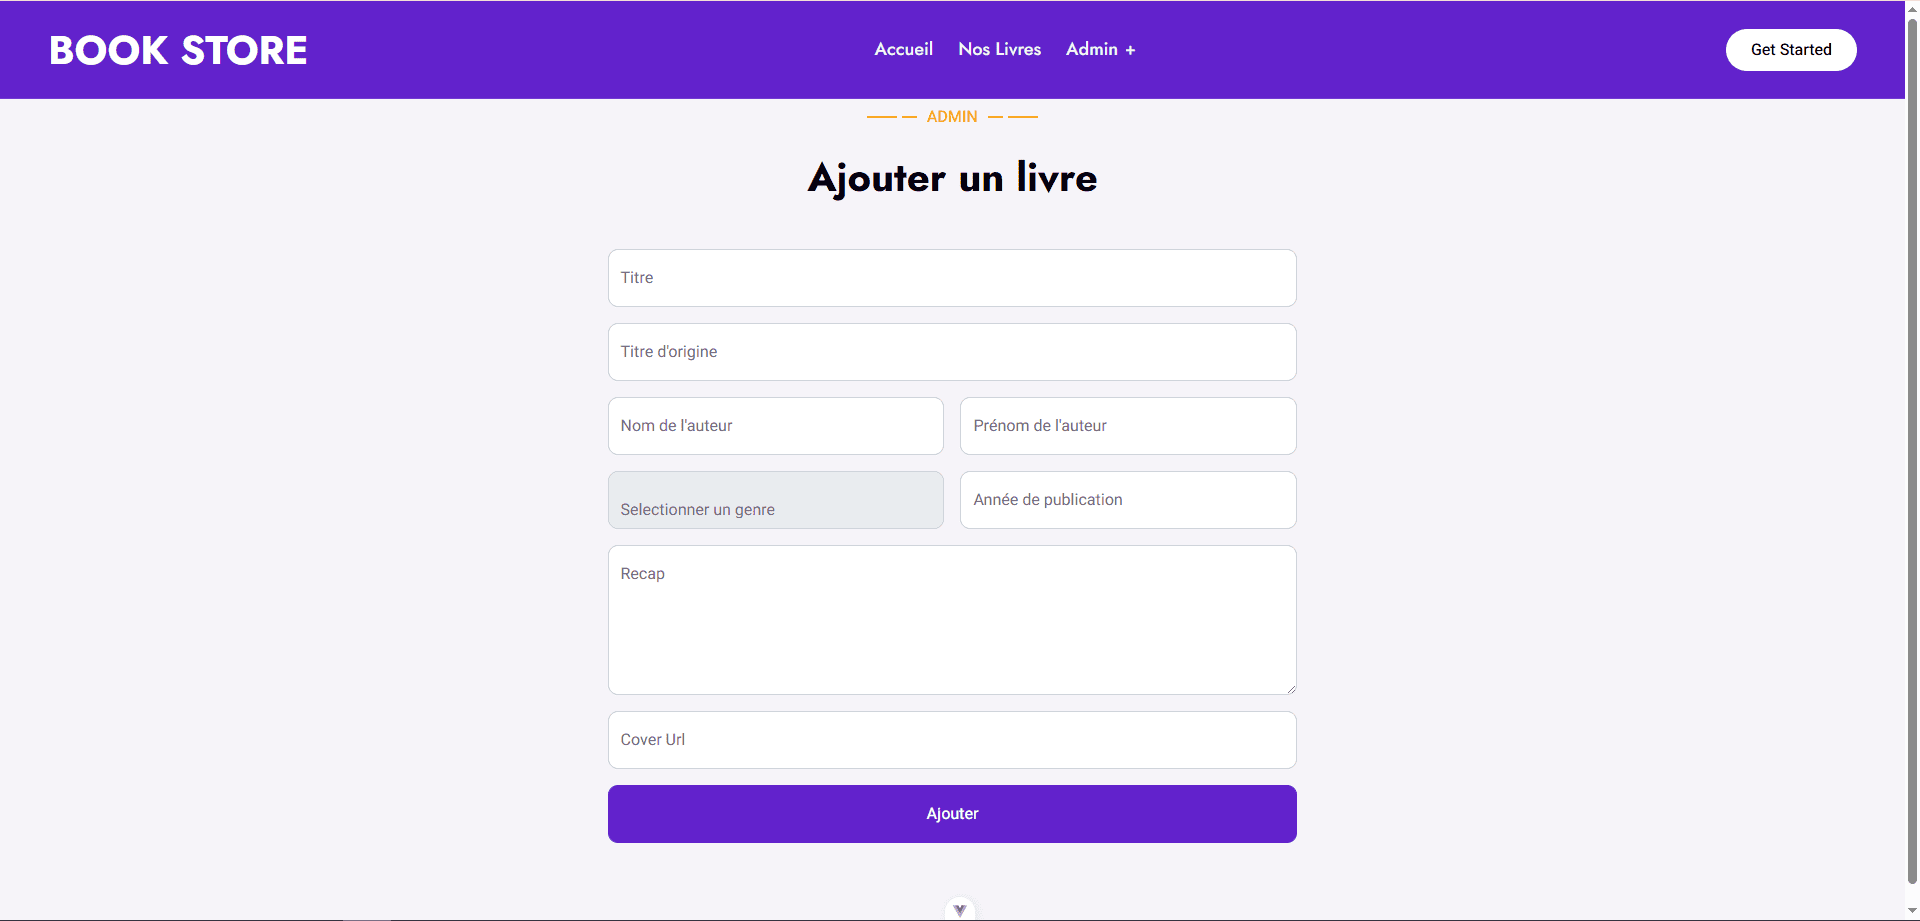 BOOK STORE
Accueil Nos Livres Admin +
Get Started
ADMIN
Ajouter un livre
Titre
Titre d'origine
Nom de l'auteur
Prénom de l'auteur
Selectionner un genre
Année de publication
Recap
Cover Url
Ajouter